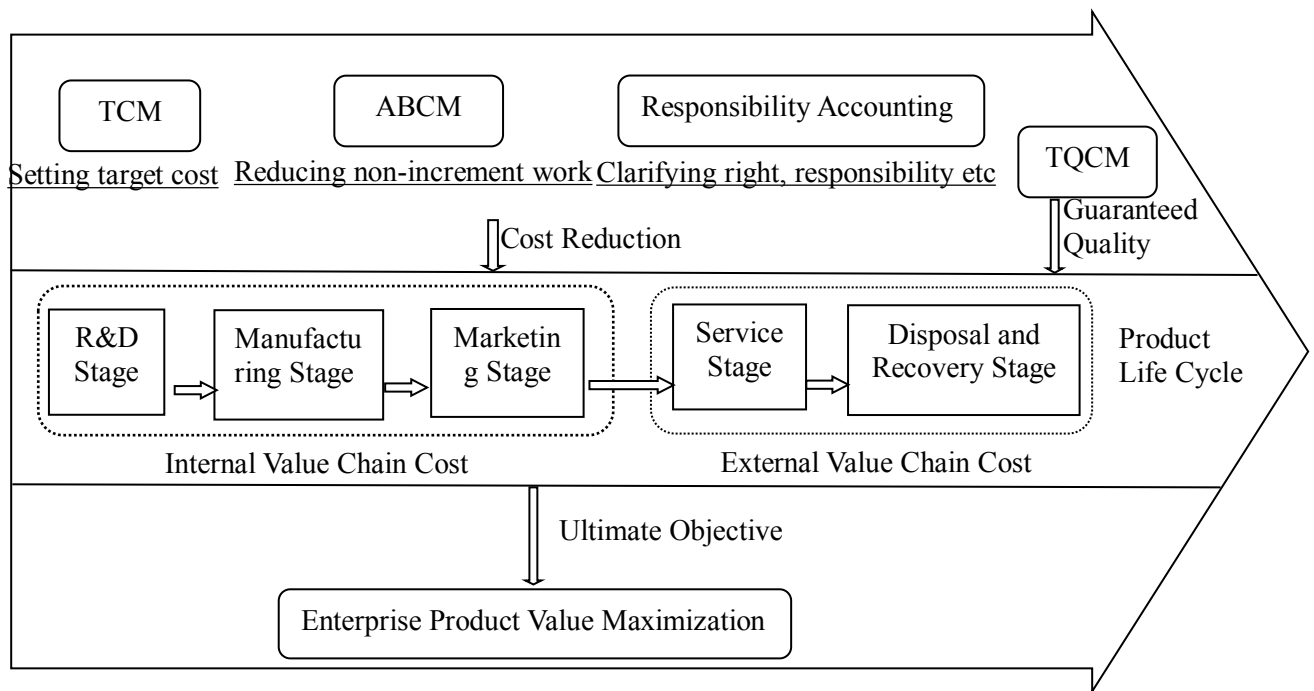 TCM
ABCM
Responsibility Accounting
TQCM
Setting target cost
Reducing non-increment work
Clarifying right, responsibility etc
Cost Reduction
Guaranteed
Quality
R&D
Stage
Manufactu
ring Stage
Marketin
g Stage
Service
Stage
Disposal and
Recovery Stage
Product
Life Cycle
Internal Value Chain Cost
External Value Chain Cost
Ultimate Objective
Enterprise Product Value Maximization